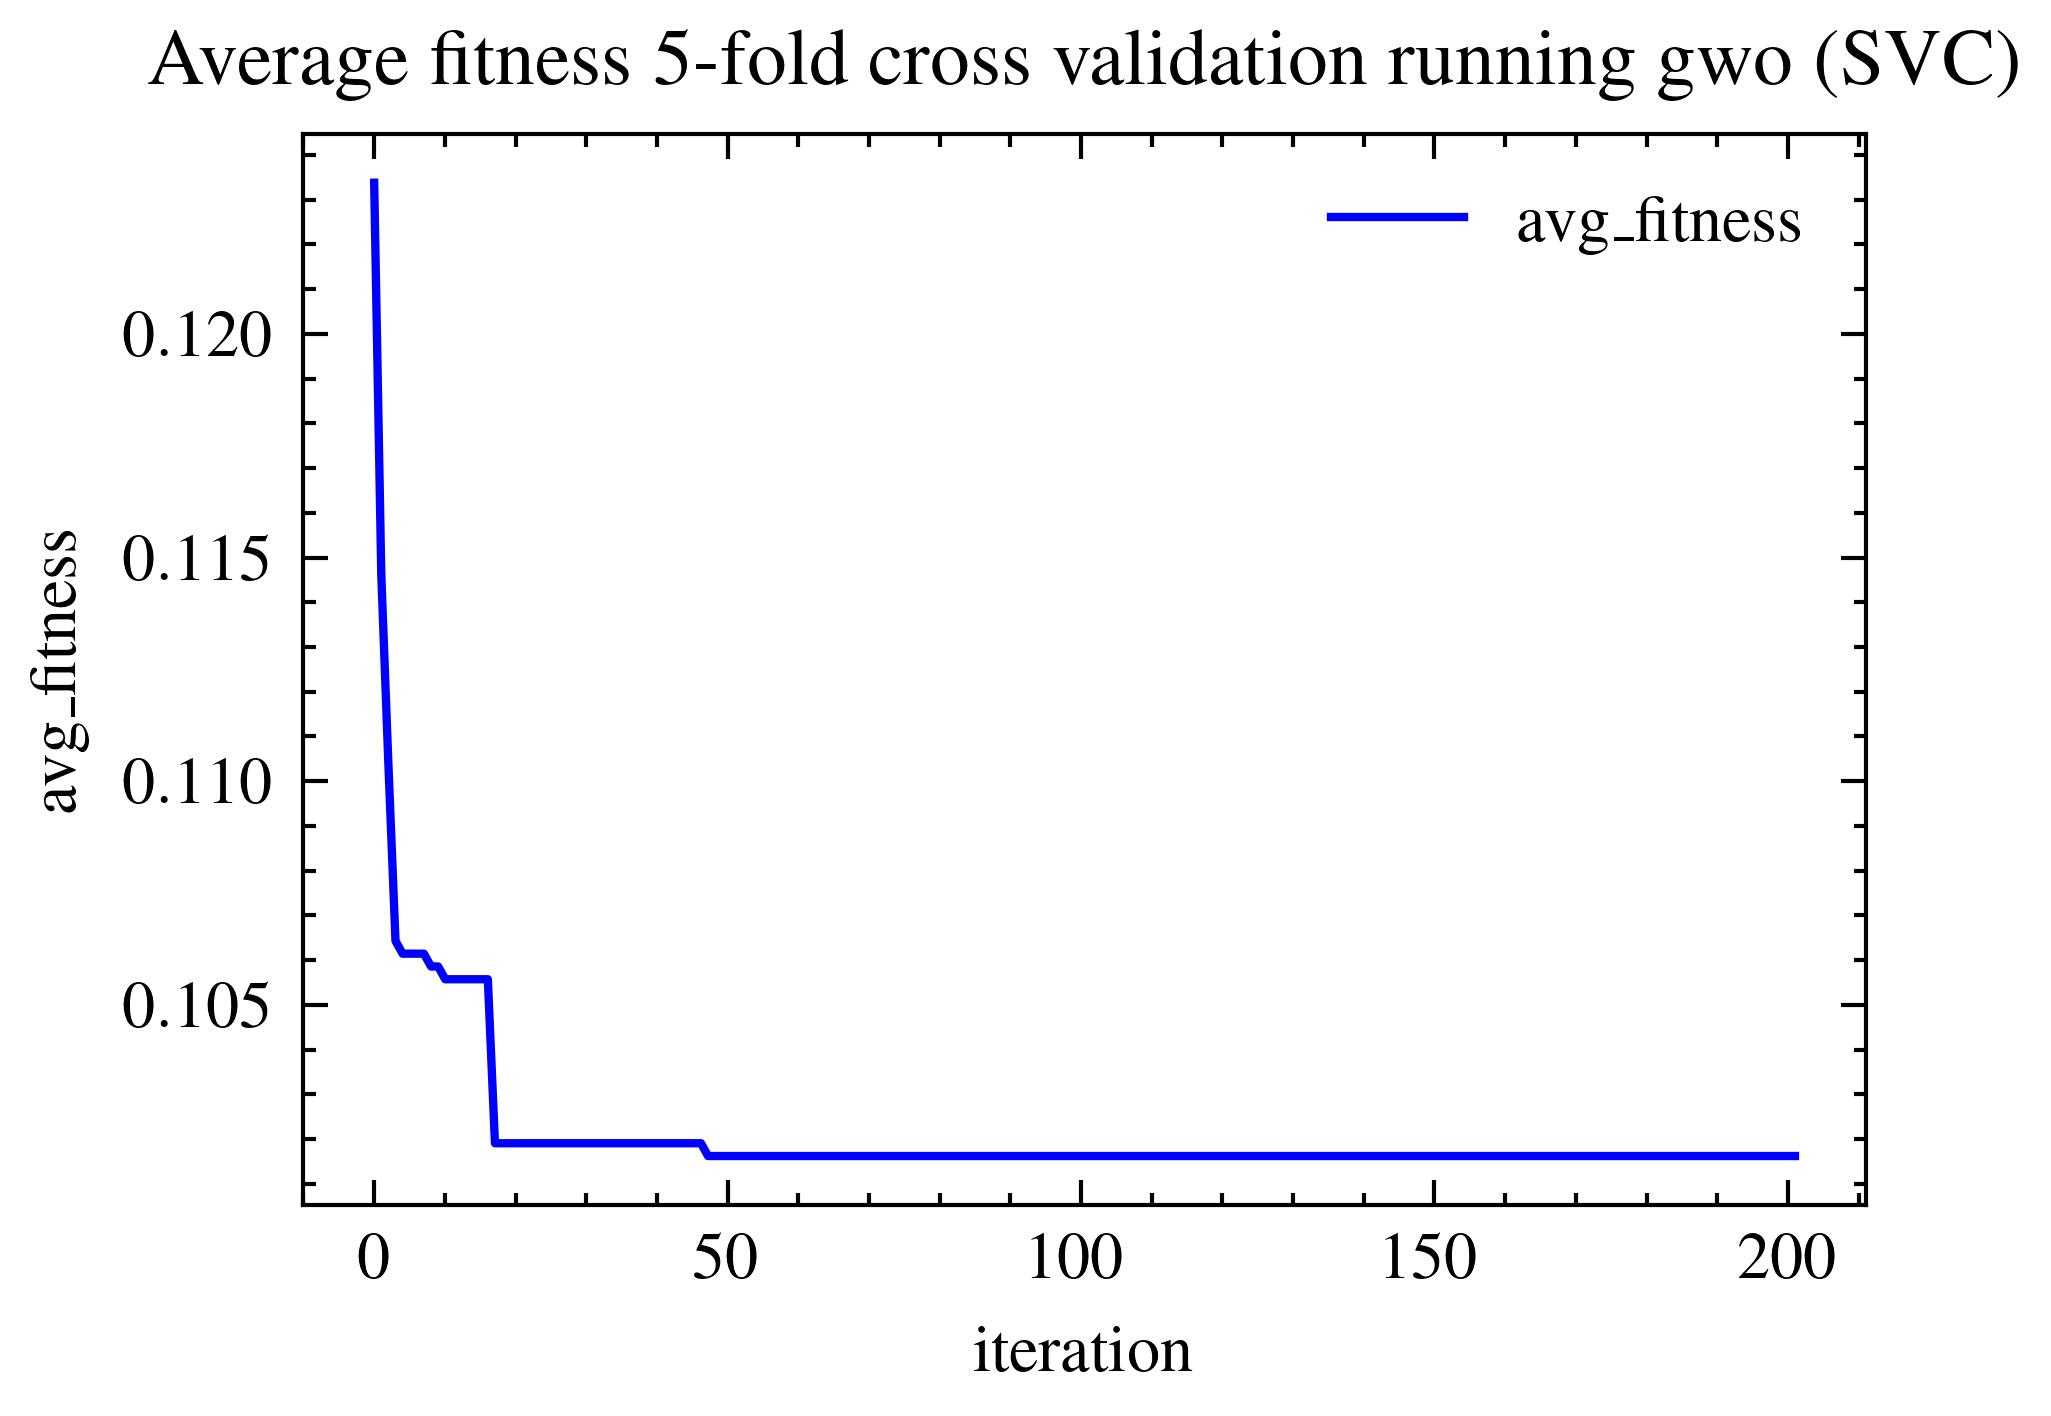 Average fitness 5-fold cross validation running gwo (SVC)
avg_fitness
0.120
0.115
0.110
0.105
avg_fitness
0 50 100 150 200
iteration